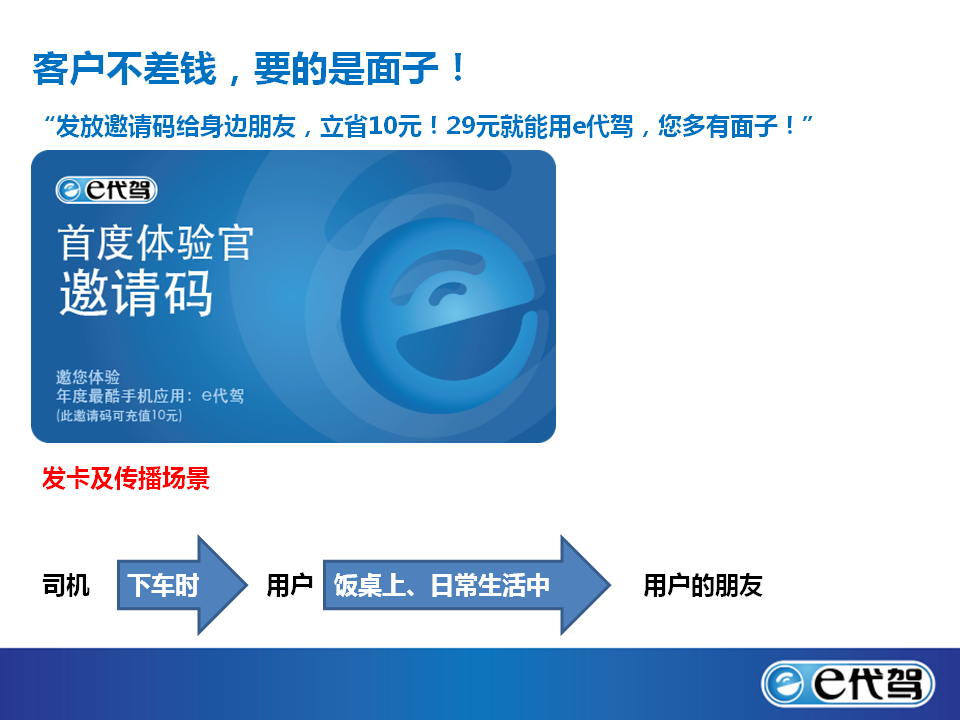 客户不差钱，要的是面子！
“发放邀请码给身边朋友，立省10元！29元就能用e代驾，您多有面子！”
e代驾
首度体验官
邀请码
邀您体验
年度最酷手机应用：e代驾
(此邀请码可充值10元)
发卡及传播场景
司机 下车时 用户 饭桌上、日常生活中 用户的朋友
e代驾